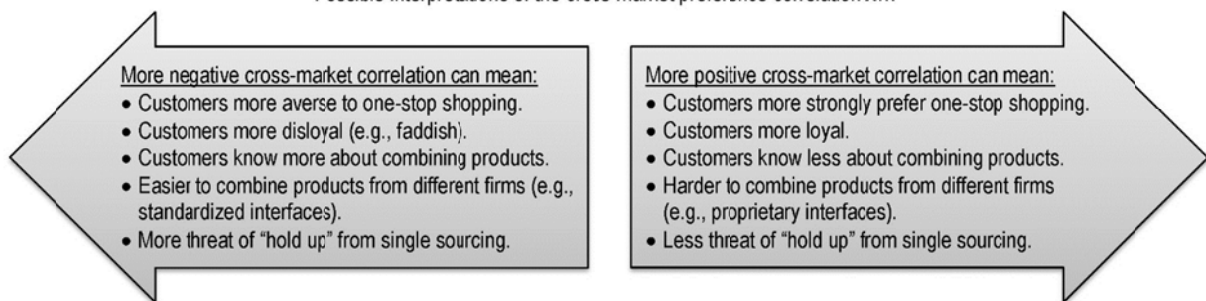 More negative cross-market correlation can mean:
• Customers more averse to one-stop shopping.
• Customers more disloyal (e.g., faddish).
• Customers know more about combining products.
• Easier to combine products from different firms (e.g.,
standardized interfaces).
• More threat of “hold up” from single sourcing.
More positive cross-market correlation can mean:
• Customers more strongly prefer one-stop shopping.
• Customers more loyal.
• Customers know less about combining products.
• Harder to combine products from different firms
(e.g., proprietary interfaces).
• Less threat of “hold up” from single sourcing.